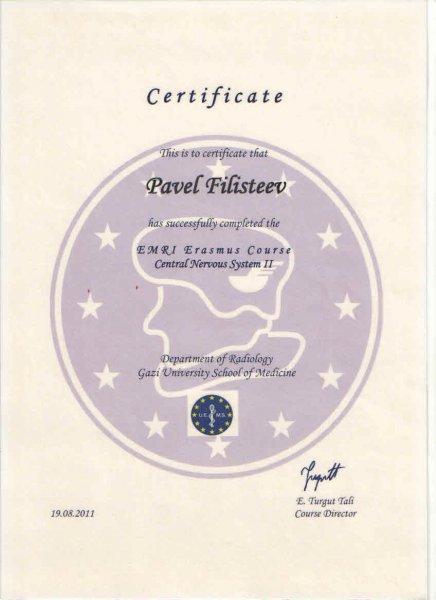 Certificate
This is to certificate that
Pavel Filisteev
has successfully completed the
EMRI Erasmus Course
Central Nervous System II
Department of Radiology
Gazi University School of Medicine
U.E.M.S.
E. Turgut Tali
19.08.2011
Course Director